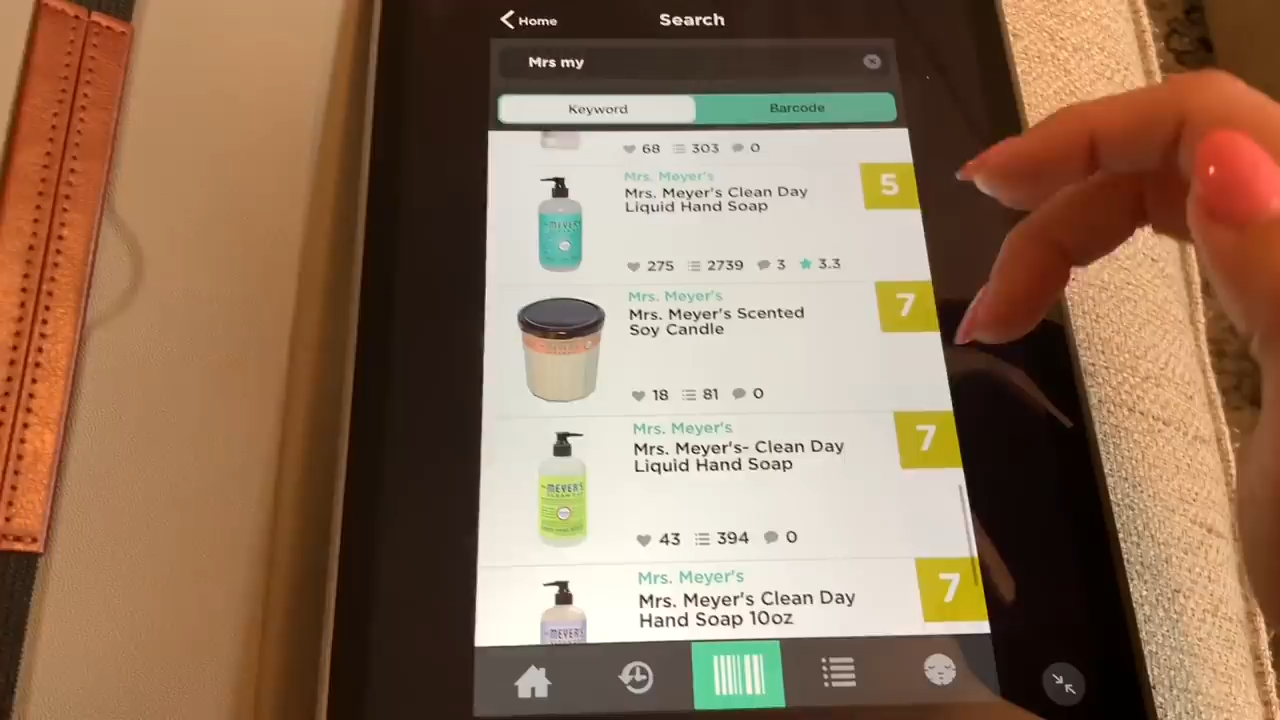 Home
Search
Mrs my
Keyword
Barcode
68 303 0
Mrs. Meyer's
Mrs. Meyer's Clean Day
Liquid Hand Soap
5
275 2739 3 3.3
Mrs. Meyer's
Mrs. Meyer's Scented
Soy Candle
7
18 81 0
Mrs. Meyer's
Mrs. Meyer's- Clean Day
Liquid Hand Soap
7
MEYER'S
43 394 0
Mrs. Meyer's
Mrs. Meyer's Clean Day
Hand Soap 10oz
7
MEYER'S